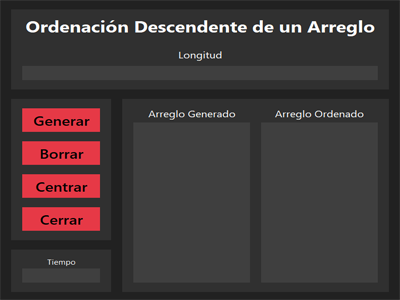 Ordenación Descendente de un Arreglo
Longitud
Generar
Borrar
Centrar
Cerrar
Tiempo
Arreglo Generado
Arreglo Ordenado